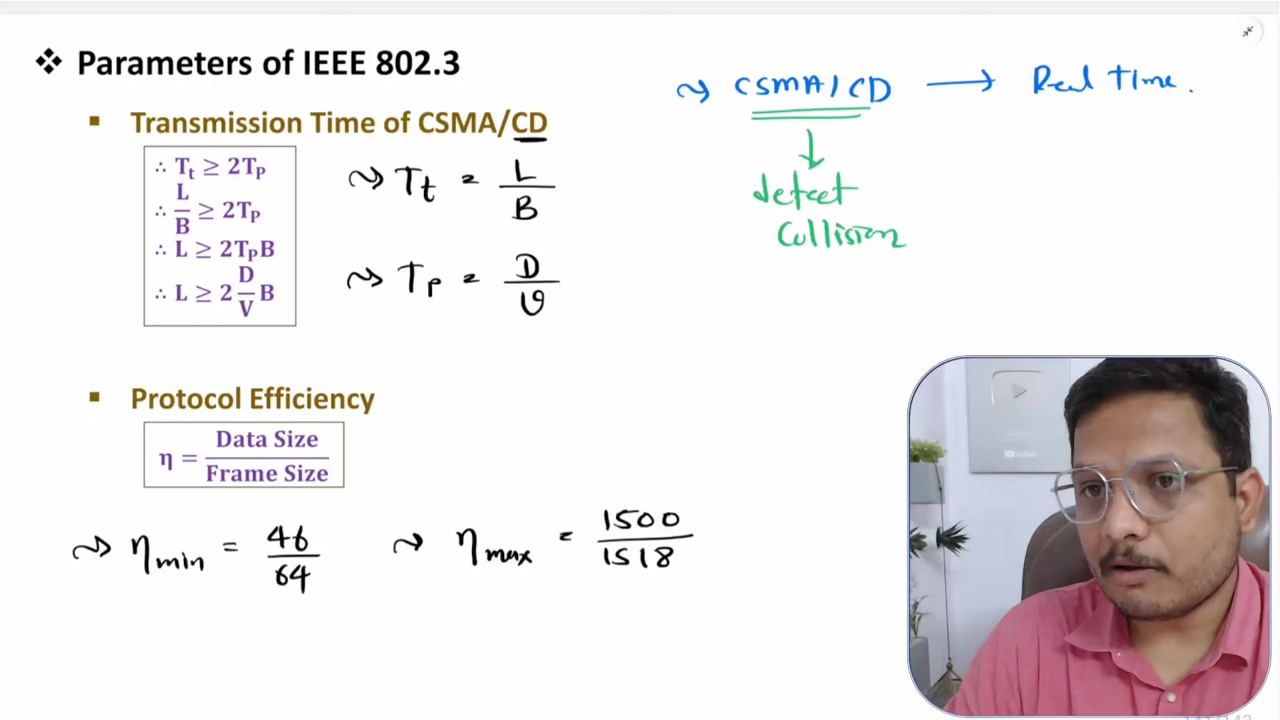 ❖ Parameters of IEEE 802.3
▪ Transmission Time of CSMA/CD
∴ Tt ≥ 2TP
∴ L/B ≥ 2TP
∴ L ≥ 2TPB
∴ L ≥ 2 D/V B
Tt = L/B
TP = D/v
CSMA/CD → Real Time.
detect
Collision
▪ Protocol Efficiency
η = Data Size/Frame Size
ηmin = 46/64
ηmax = 1500/1518